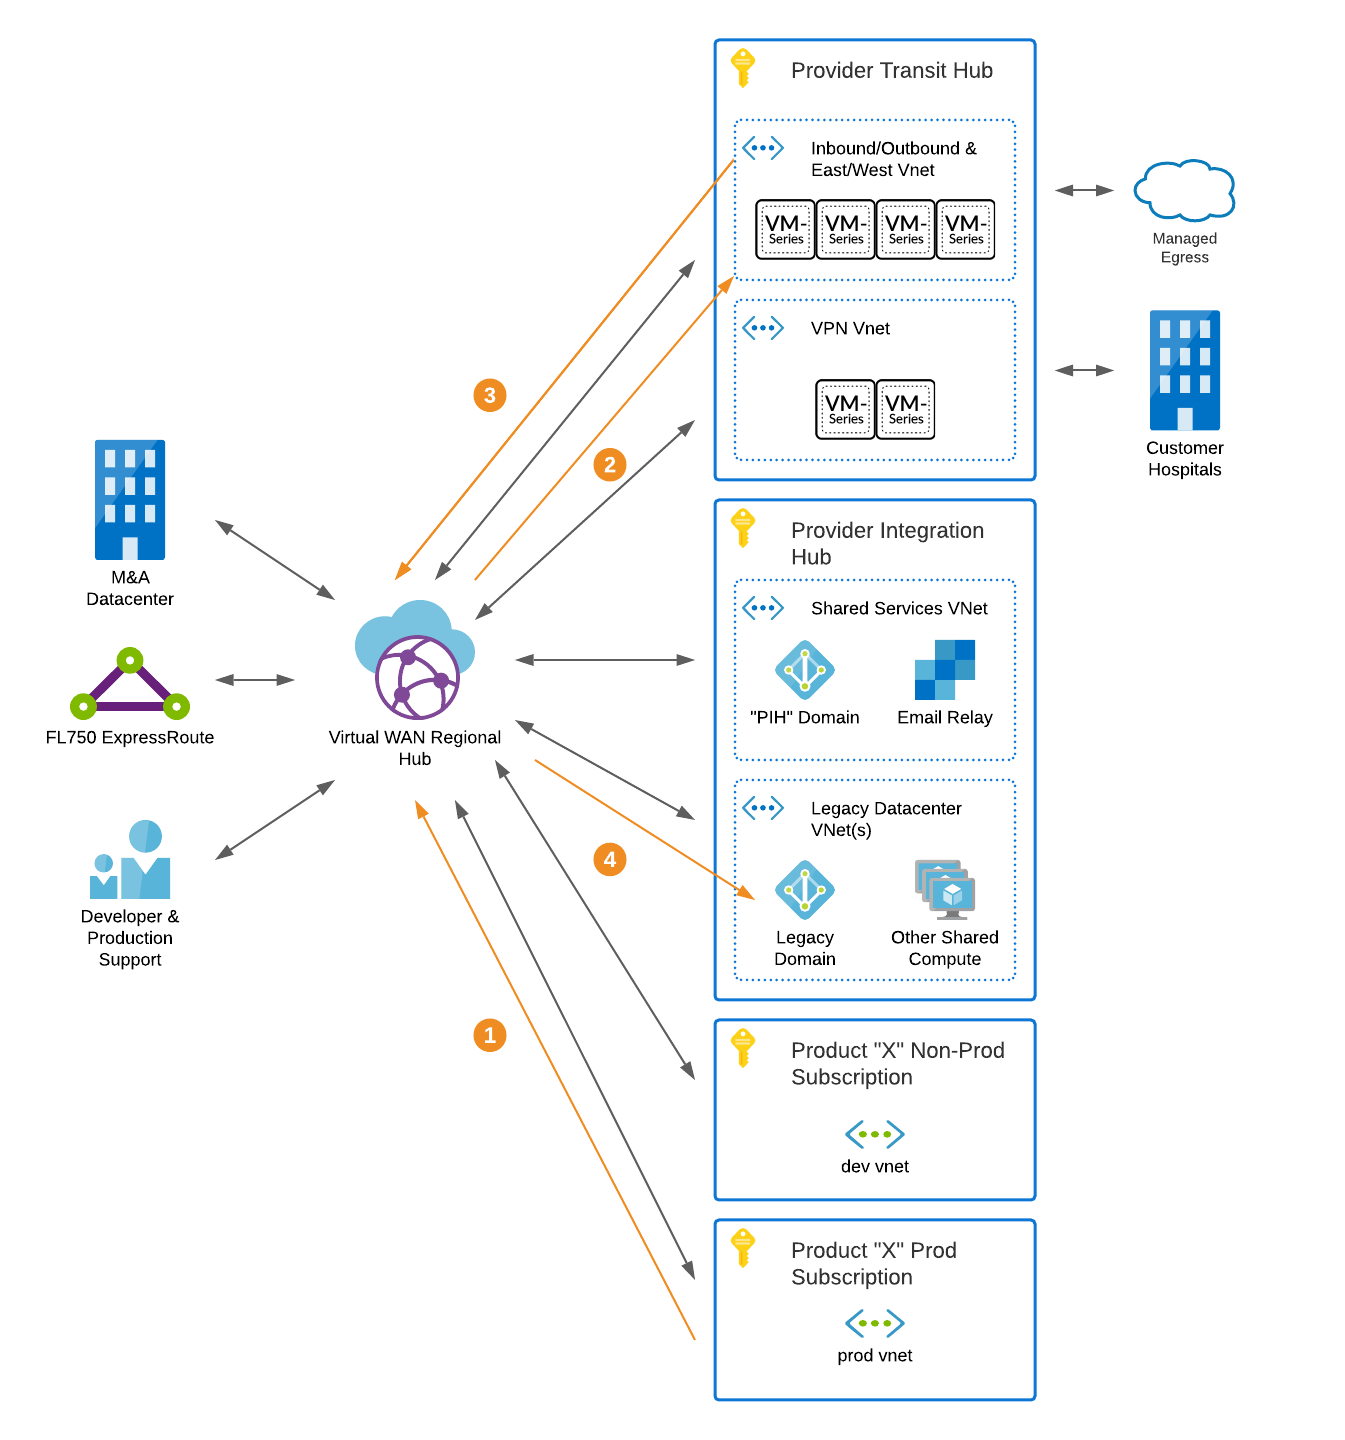 Provider Transit Hub
Inbound/Outbound &
East/West Vnet
VM-
Series
VM-
Series
VM-
Series
VM-
Series
Managed
Egress
VPN Vnet
VM-
Series
VM-
Series
Customer
Hospitals
3
2
M&A
Datacenter
FL750 ExpressRoute
Developer &
Production
Support
Virtual WAN Regional
Hub
Provider Integration
Hub
Shared Services VNet
"PIH" Domain
Email Relay
Legacy Datacenter
VNet(s)
Legacy
Domain
Other Shared
Compute
4
1
Product "X" Non-Prod
Subscription
dev vnet
Product "X" Prod
Subscription
prod vnet